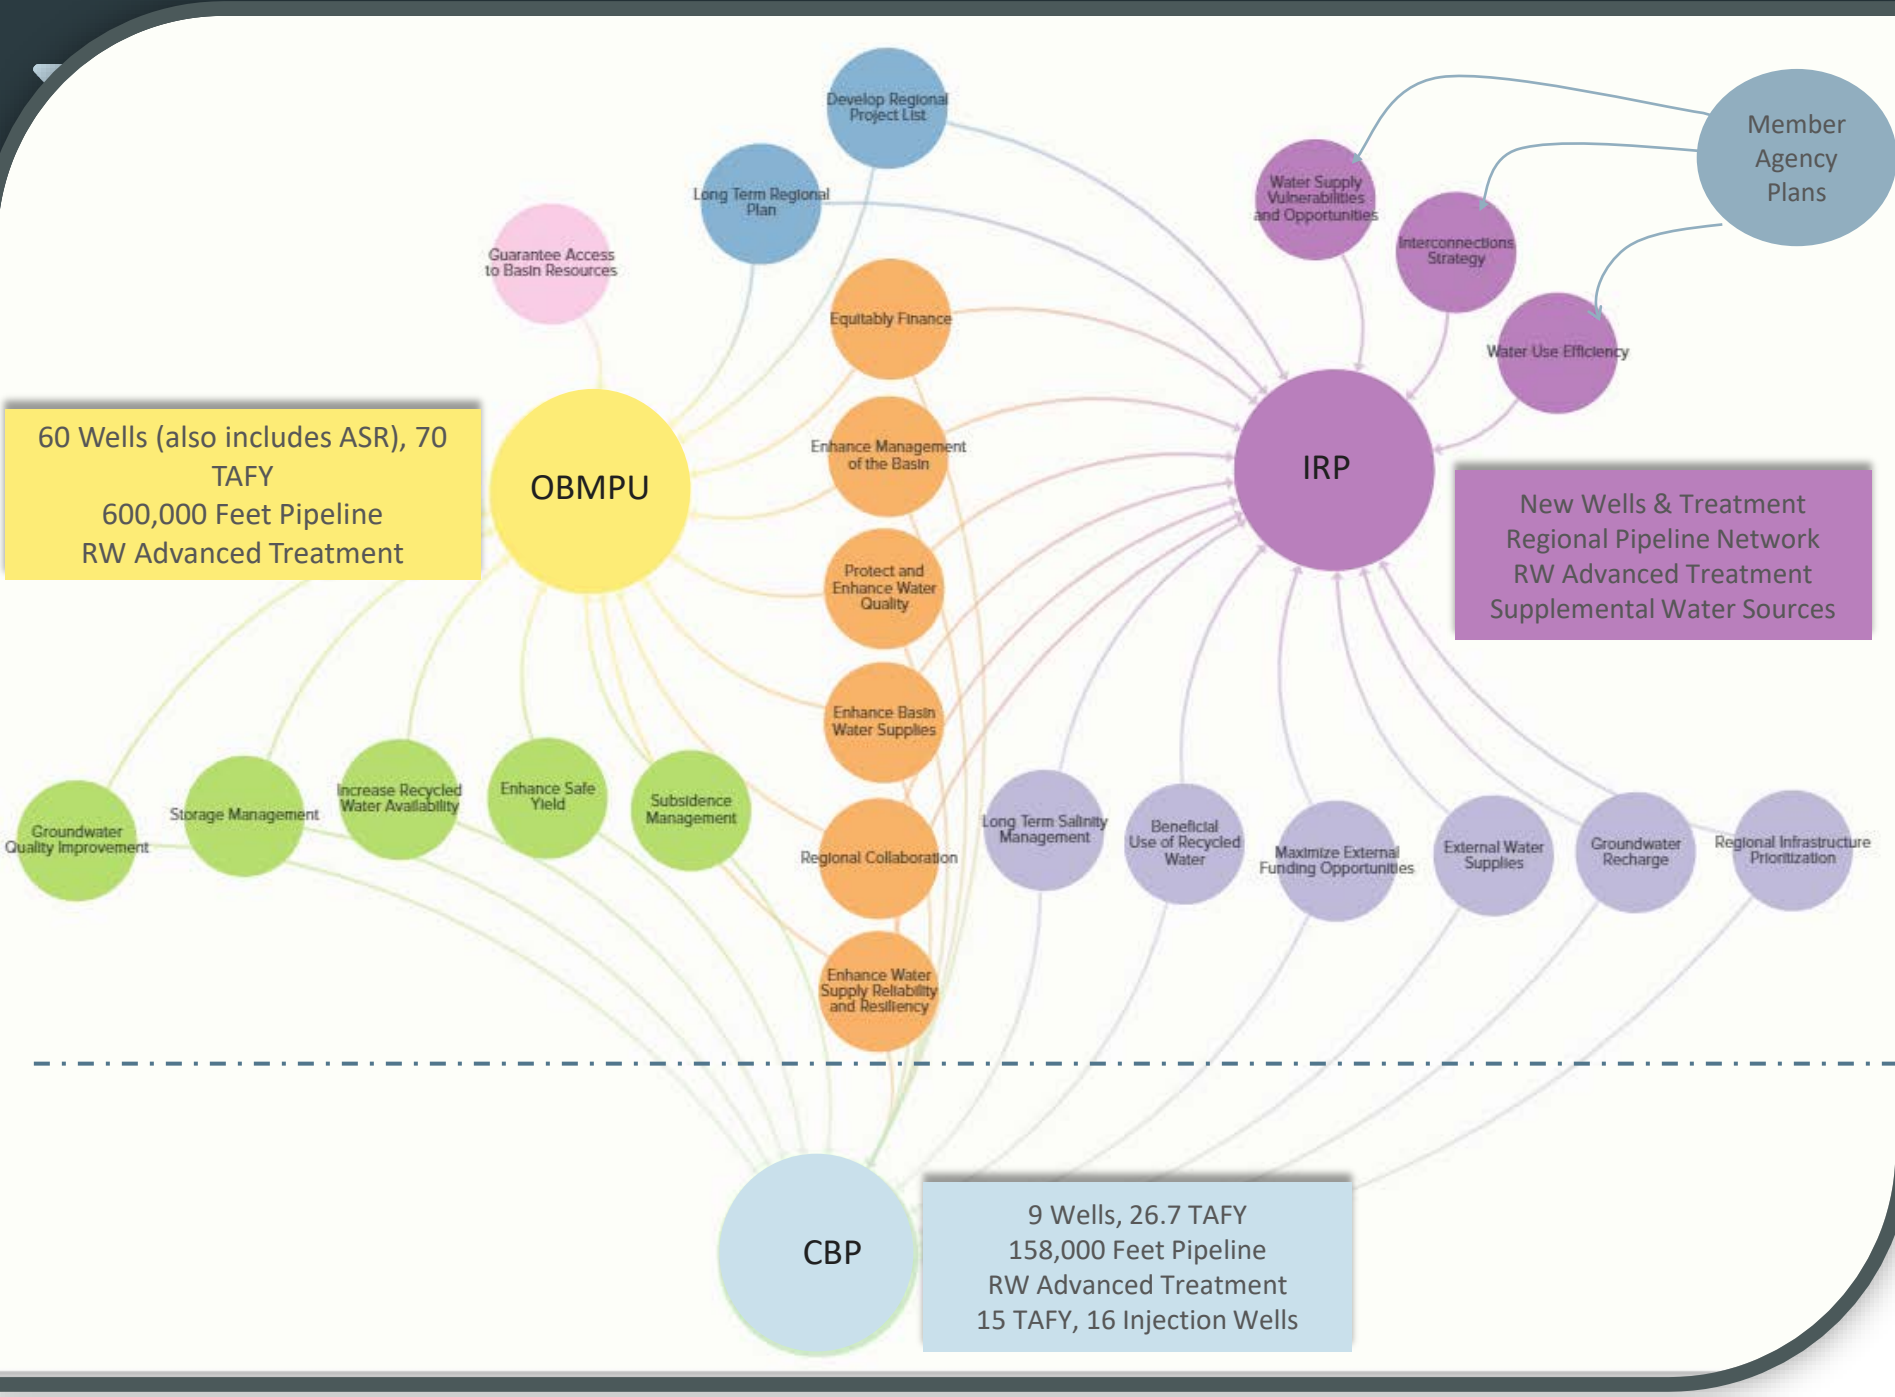 Develop Regional
Project List
Long Term Regional
Plan
Guarantee Access
to Basin Resources
Member
Agency
Plans
Water Supply
Vulnerabilities
and Opportunities
Interconnections
Strategy
Water Use Efficiency
Equitably Finance
Enhance Management
of the Basin
Protect and
Enhance Water
Quality
Enhance Basin
Water Supplies
Regional Collaboration
Enhance Water
Supply Reliability
and Resiliency
60 Wells (also includes ASR), 70
TAFY
600,000 Feet Pipeline
RW Advanced Treatment
OBMPU
IRP
New Wells & Treatment
Regional Pipeline Network
RW Advanced Treatment
Supplemental Water Sources
Groundwater
Quality Improvement
Storage Management
Increase Recycled
Water Availability
Enhance Safe
Yield
Subsidence
Management
Long Term Salinity
Management
Beneficial
Use of Recycled
Water
Maximize External
Funding Opportunities
External Water
Supplies
Groundwater
Recharge
Regional Infrastructure
Prioritization
CBP
9 Wells, 26.7 TAFY
158,000 Feet Pipeline
RW Advanced Treatment
15 TAFY, 16 Injection Wells